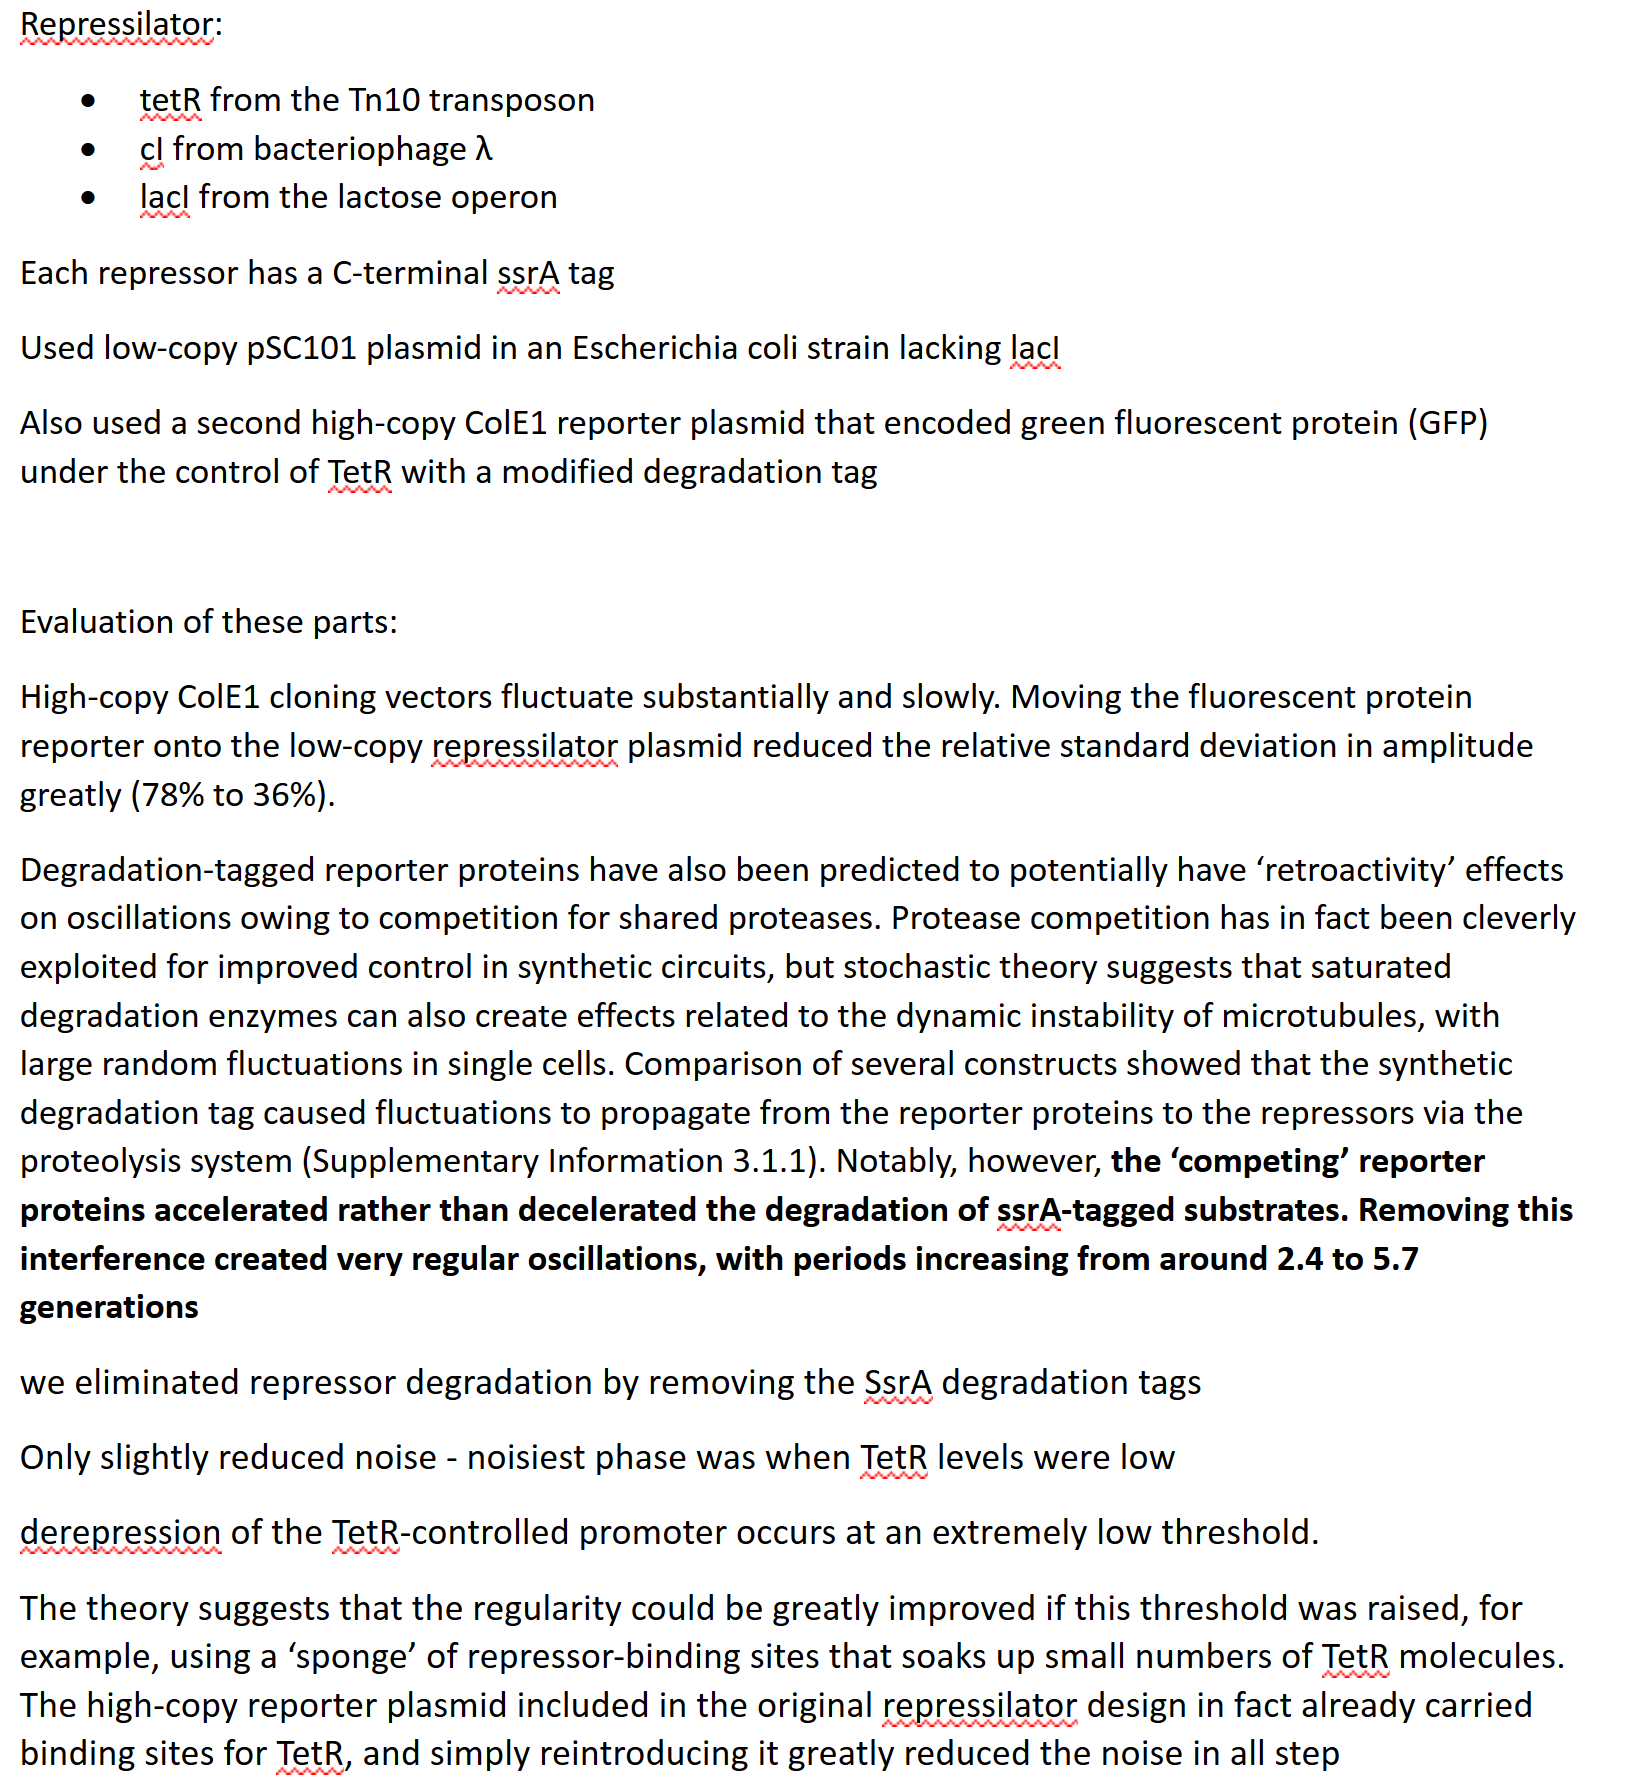 Repressilator:
• tetR from the Tn10 transposon
• cI from bacteriophage λ
• lacI from the lactose operon
Each repressor has a C-terminal ssrA tag
Used low-copy pSC101 plasmid in an Escherichia coli strain lacking lacI
Also used a second high-copy ColE1 reporter plasmid that encoded green fluorescent protein (GFP)
under the control of TetR with a modified degradation tag
Evaluation of these parts:
High-copy ColE1 cloning vectors fluctuate substantially and slowly. Moving the fluorescent protein
reporter onto the low-copy repressilator plasmid reduced the relative standard deviation in amplitude
greatly (78% to 36%).
Degradation-tagged reporter proteins have also been predicted to potentially have ‘retroactivity’ effects
on oscillations owing to competition for shared proteases. Protease competition has in fact been cleverly
exploited for improved control in synthetic circuits, but stochastic theory suggests that saturated
degradation enzymes can also create effects related to the dynamic instability of microtubules, with
large random fluctuations in single cells. Comparison of several constructs showed that the synthetic
degradation tag caused fluctuations to propagate from the reporter proteins to the repressors via the
proteolysis system (Supplementary Information 3.1.1). Notably, however, the ‘competing’ reporter
proteins accelerated rather than decelerated the degradation of ssrA-tagged substrates. Removing this
interference created very regular oscillations, with periods increasing from around 2.4 to 5.7
generations
we eliminated repressor degradation by removing the SsrA degradation tags
Only slightly reduced noise - noisiest phase was when TetR levels were low
derepression of the TetR-controlled promoter occurs at an extremely low threshold.
The theory suggests that the regularity could be greatly improved if this threshold was raised, for
example, using a ‘sponge’ of repressor-binding sites that soaks up small numbers of TetR molecules.
The high-copy reporter plasmid included in the original repressilator design in fact already carried
binding sites for TetR, and simply reintroducing it greatly reduced the noise in all step